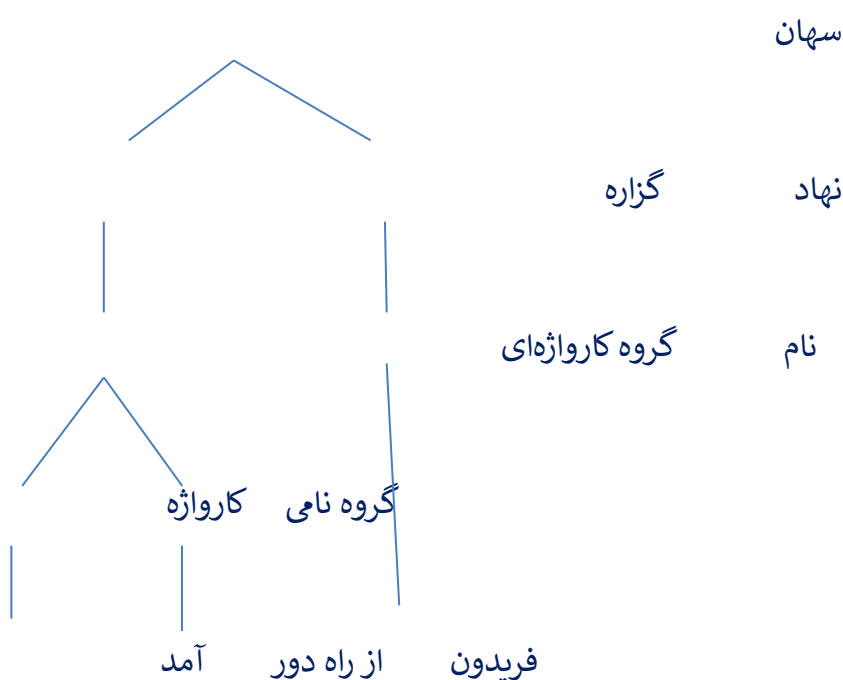 سهان
نهاد گزاره
نام گروه کارواژه‌ای
گروه نامی کارواژه
فریدون از راه دور آمد